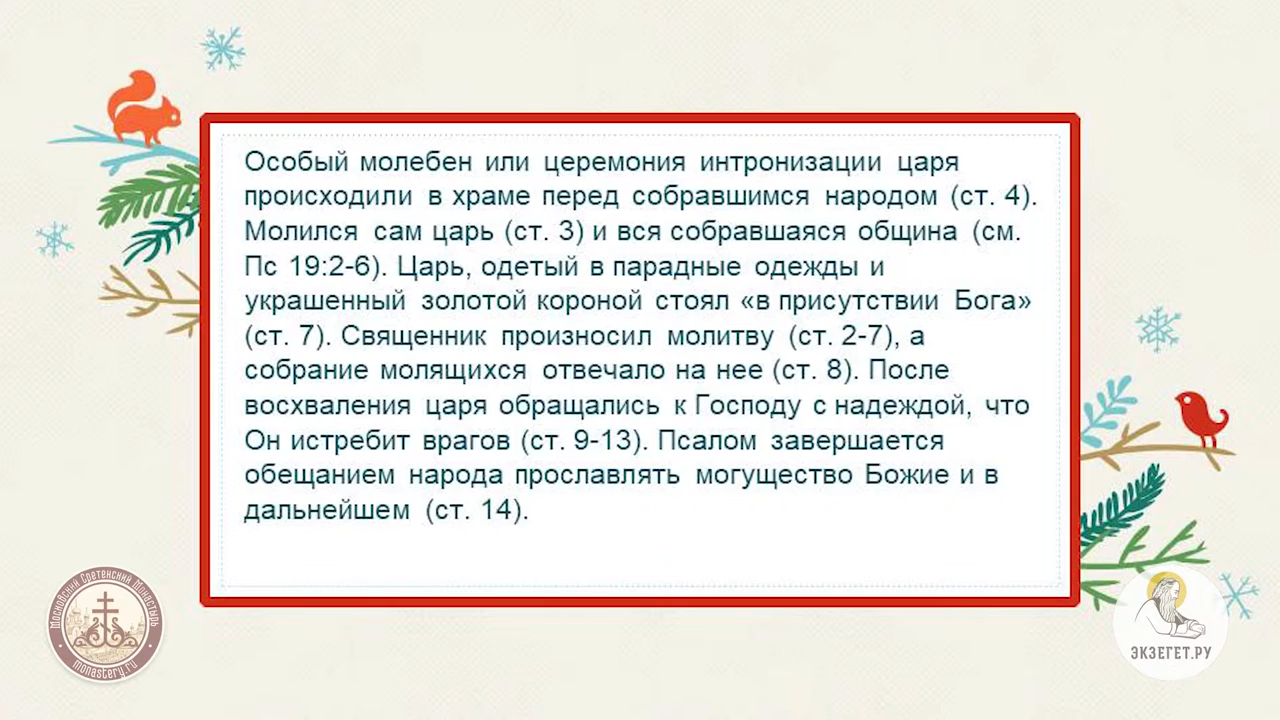 Особый молебен или церемония интронизации царя
происходили в храме перед собравшимся народом (ст. 4).
Молился сам царь (ст. 3) и вся собравшаяся община (см.
Пс 19:2-6). Царь, одетый в парадные одежды и
украшенный золотой короной стоял «в присутствии Бога»
(ст. 7). Священник произносил молитву (ст. 2-7), а
собрание молящихся отвечало на нее (ст. 8). После
восхваления царя обращались к Господу с надеждой, что
Он истребит врагов (ст. 9-13). Псалом завершается
обещанием народа прославлять могущество Божие и в
дальнейшем (ст. 14).
Московский Сретенский Монастырь
monastery.ru
ЭКЗЕГЕТ.РУ